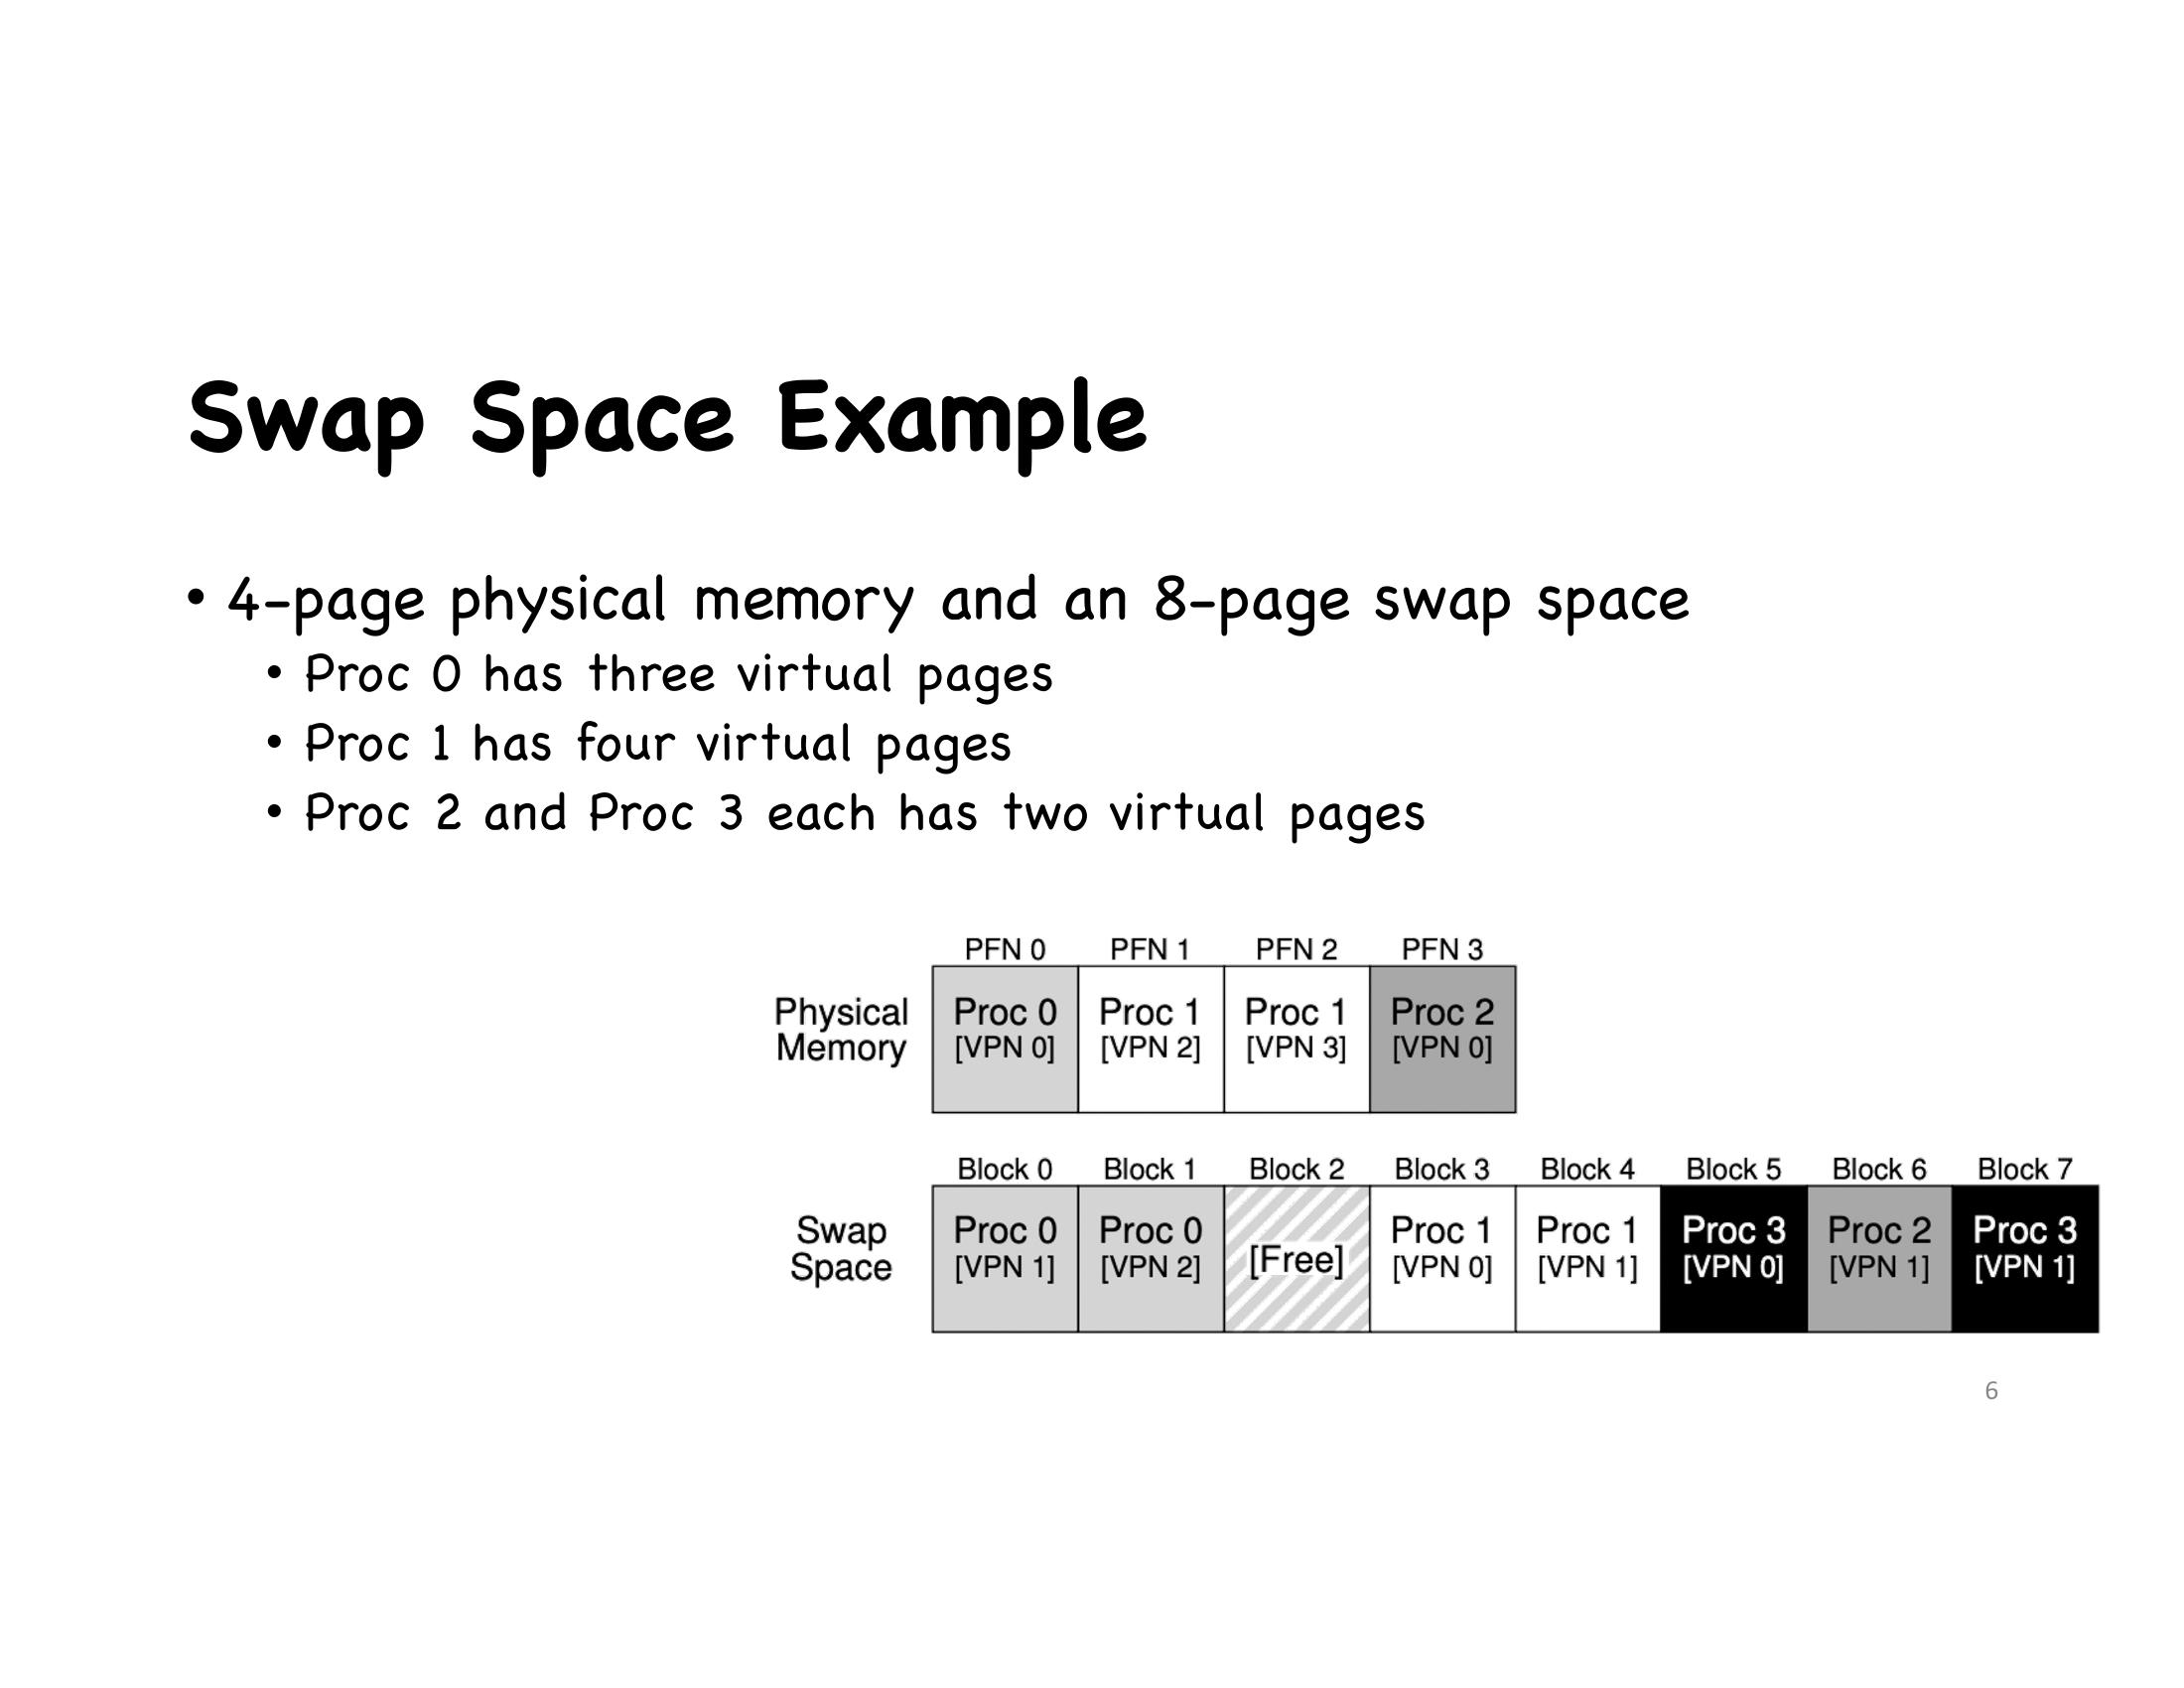 Swap Space Example
• 4-page physical memory and an 8-page swap space
• Proc 0 has three virtual pages
• Proc 1 has four virtual pages
• Proc 2 and Proc 3 each has two virtual pages
PFN 0 PFN 1 PFN 2 PFN 3
Physical Memory
Proc 0 Proc 1 Proc 1 Proc 2
[VPN 0] [VPN 2] [VPN 3] [VPN 0]
Block 0 Block 1 Block 2 Block 3 Block 4 Block 5 Block 6 Block 7
Swap Space
Proc 0 Proc 0 [Free] Proc 1 Proc 1 Proc 3 Proc 2 Proc 3
[VPN 1] [VPN 2] [VPN 0] [VPN 1] [VPN 0] [VPN 1] [VPN 1]
6